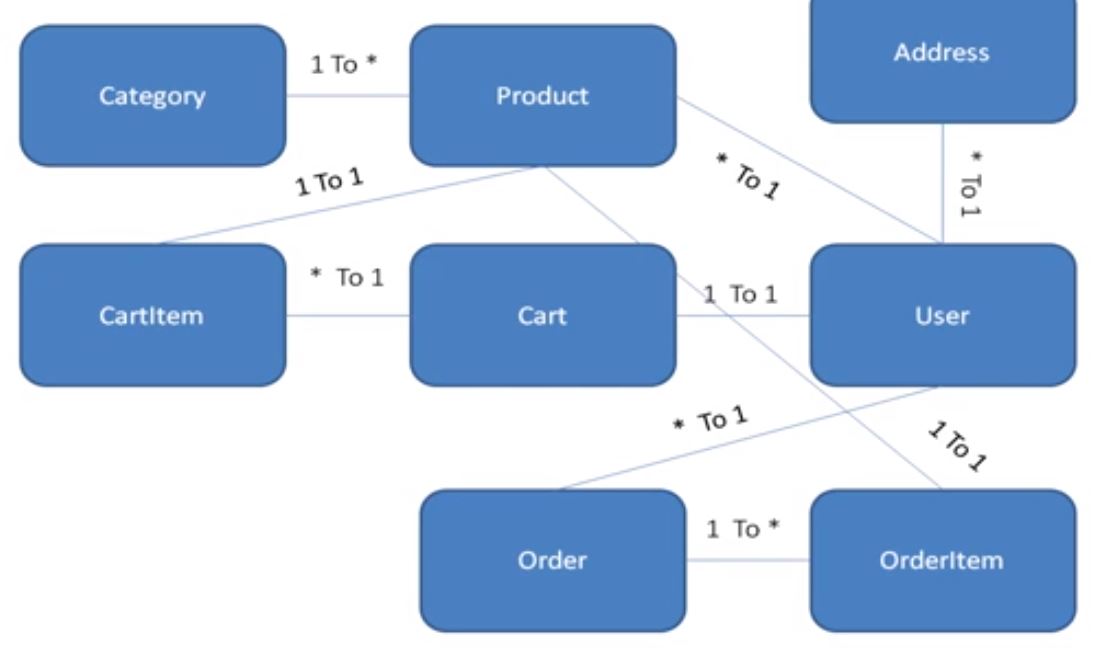 Address
Category
1 To *
Product
* To 1
* To 1
1 To 1
CartItem
* To 1
Cart
1 To 1
User
* To 1
1 To 1
Order
1 To *
OrderItem